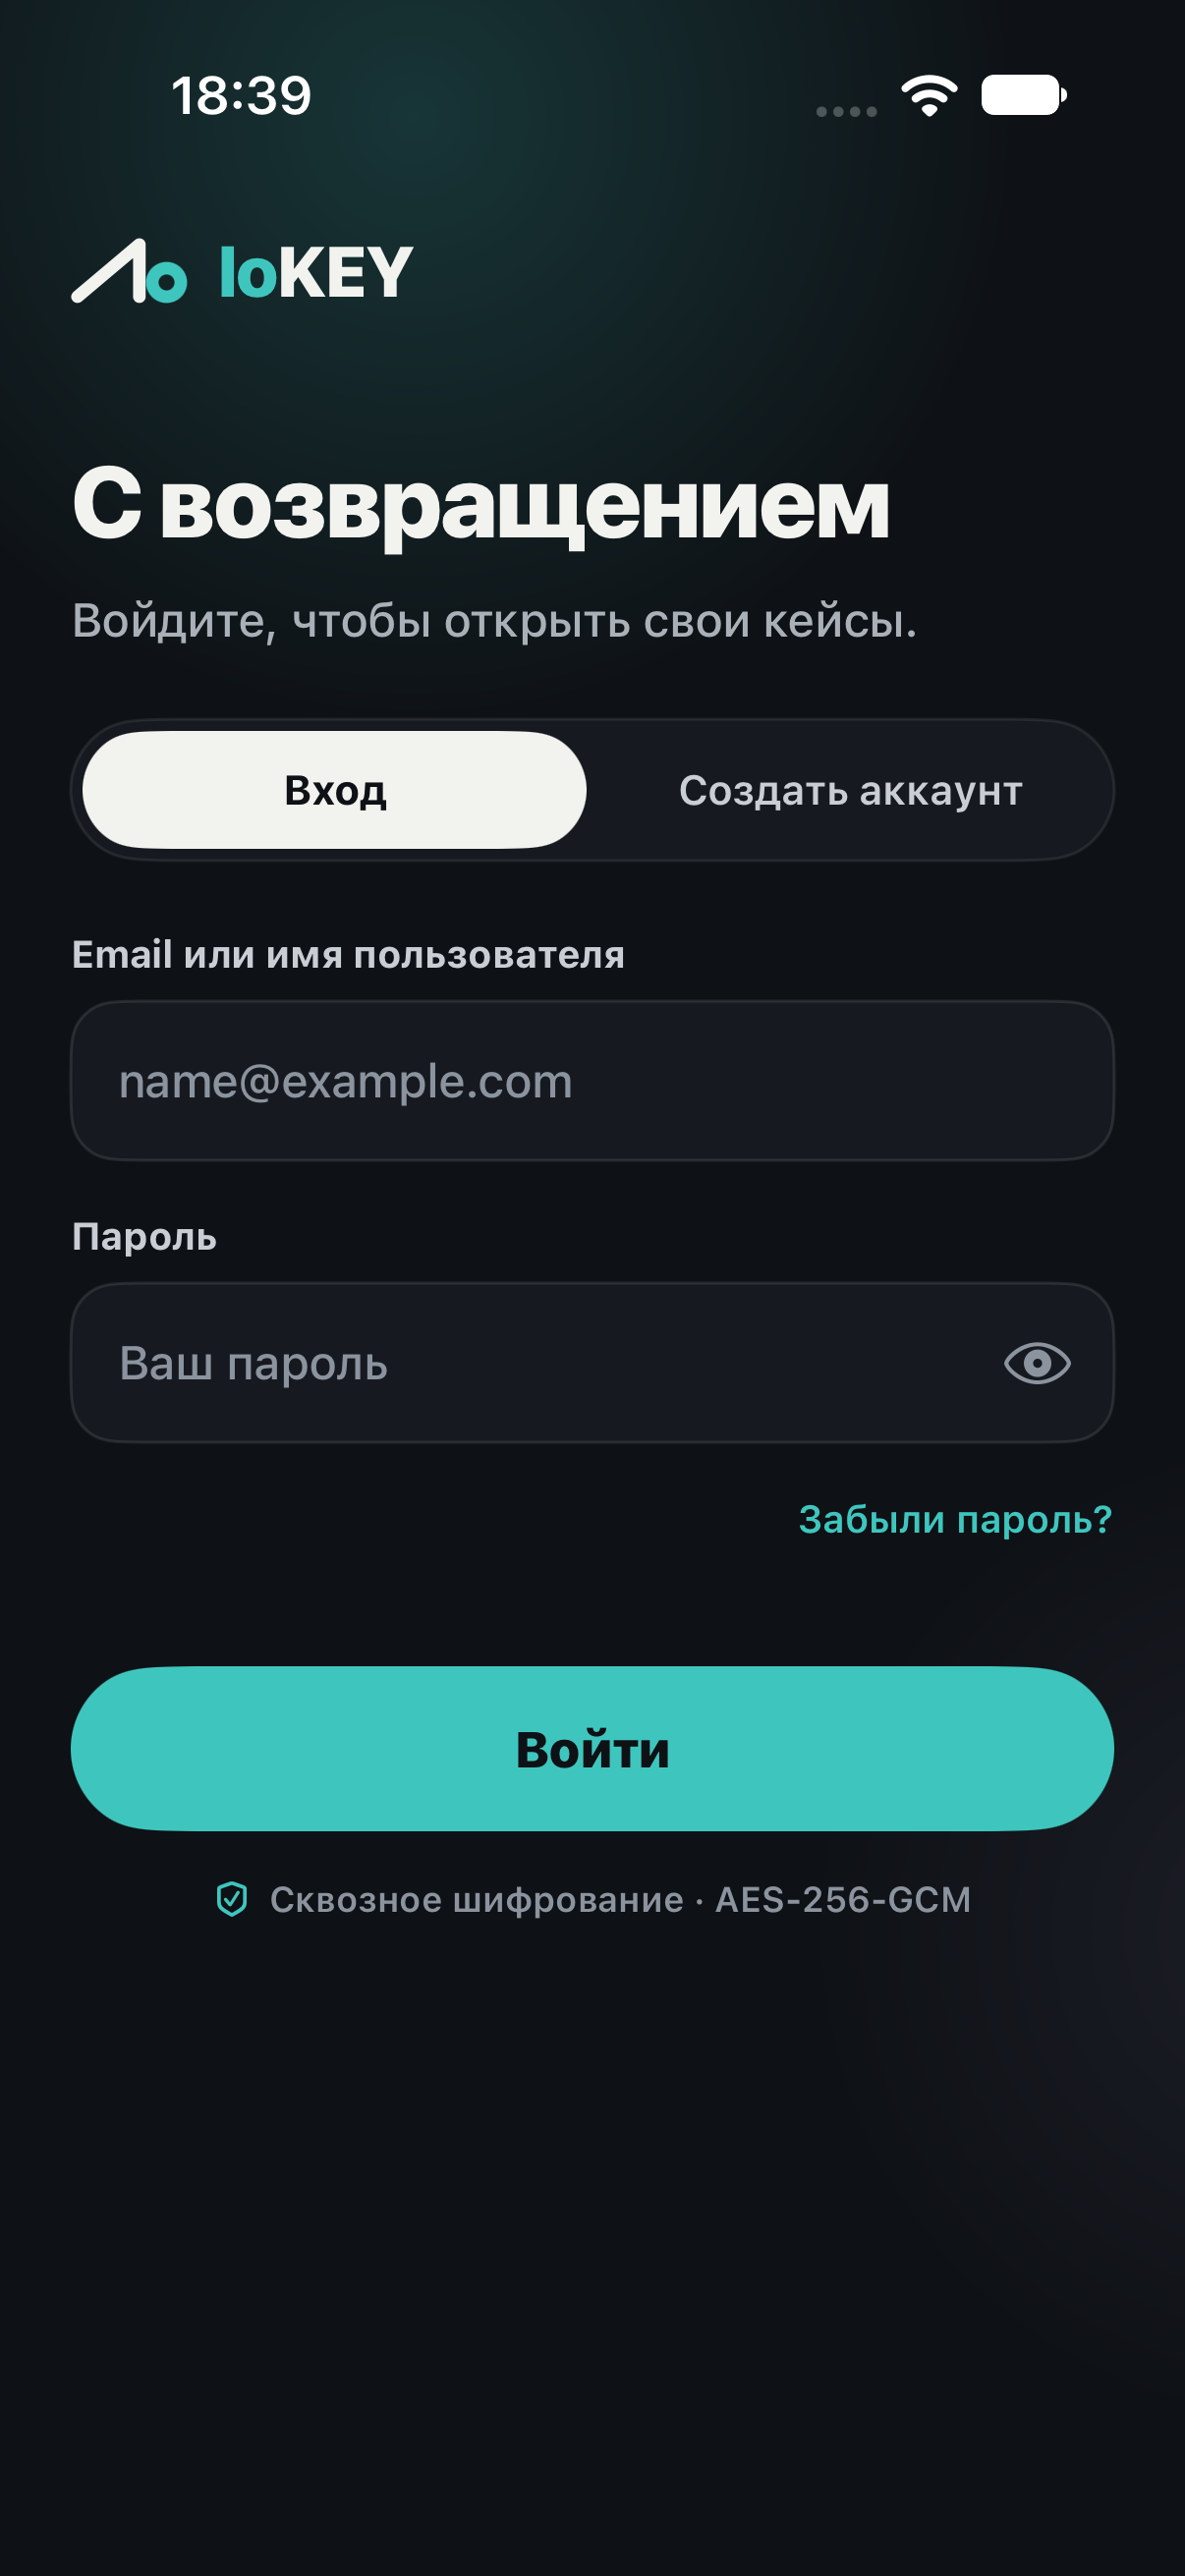 18:39
IoKEY
С возвращением
Войдите, чтобы открыть свои кейсы.
Вход
Создать аккаунт
Email или имя пользователя
name@example.com
Пароль
Ваш пароль
Забыли пароль?
Войти
Сквозное шифрование · AES-256-GCM